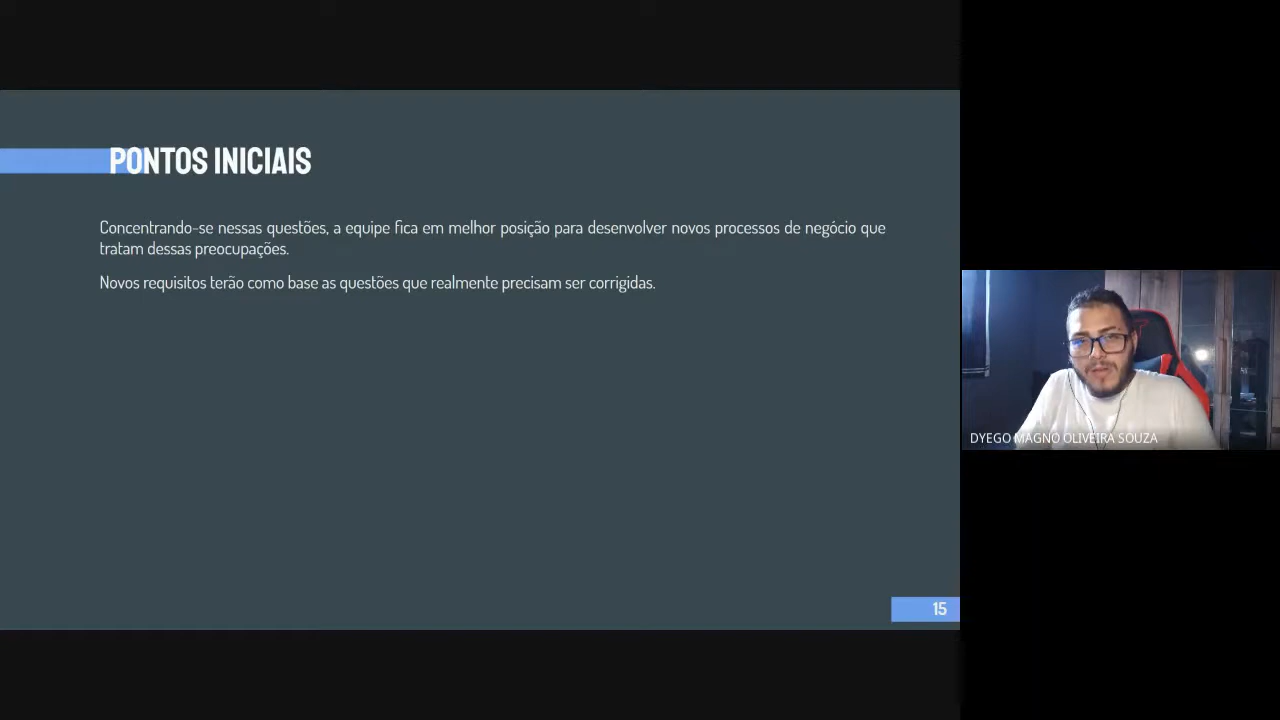 PONTOS INICIAIS
Concentrando-se nessas questões, a equipe fica em melhor posição para desenvolver novos processos de negócio que
tratam dessas preocupações.
Novos requisitos terão como base as questões que realmente precisam ser corrigidas.
DYEGO MAGNO OLIVEIRA SOUZA
15